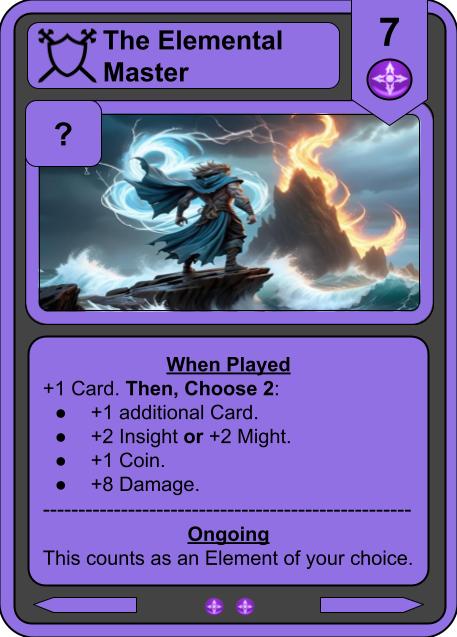 The Elemental
Master
7
?
When Played
+1 Card. Then, Choose 2:
● +1 additional Card.
● +2 Insight or +2 Might.
● +1 Coin.
● +8 Damage.
----------------------------------------------------
Ongoing
This counts as an Element of your choice.